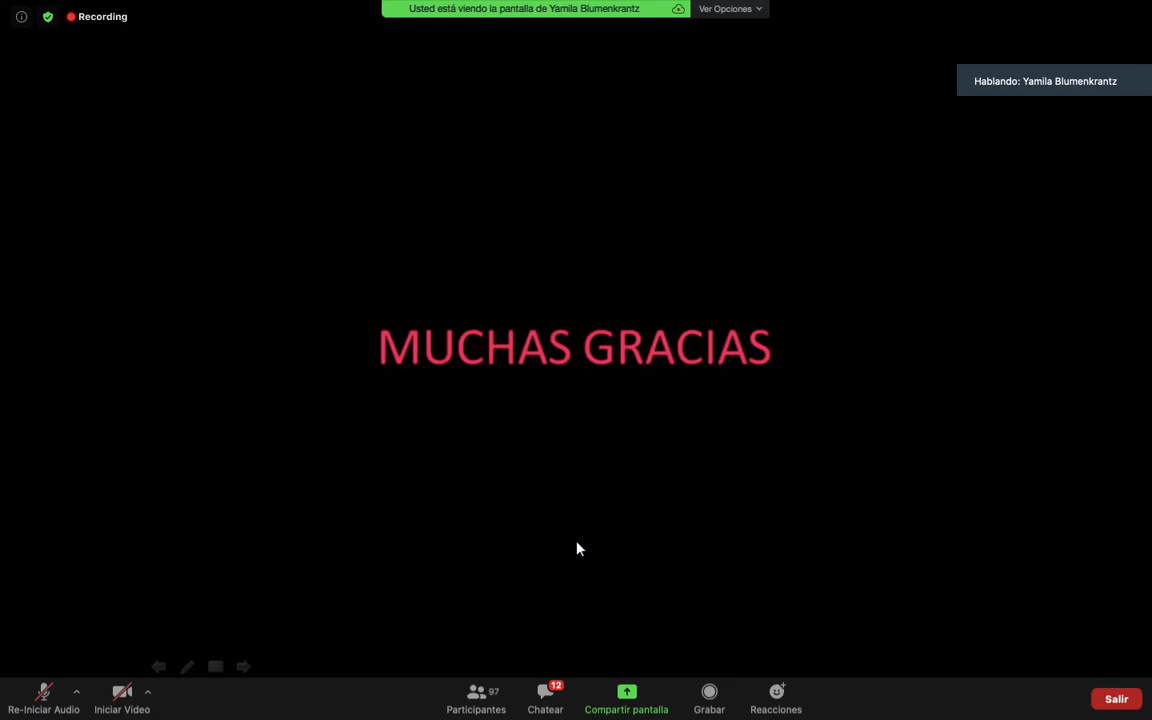 Recording
Usted está viendo la pantalla de Yamila Blumenkrantz
Ver Opciones
Hablando: Yamila Blumenkrantz
MUCHAS GRACIAS
Re-Iniciar Audio
Iniciar Video
97
Participantes
12
Chatear
Compartir pantalla
Grabar
Reacciones
Salir